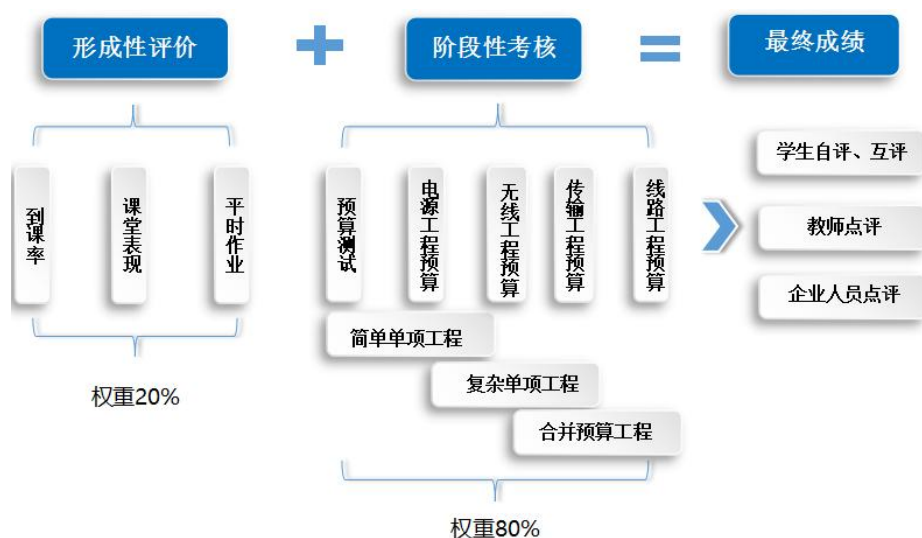 形成性评价
+
阶段性考核
=
最终成绩
到课率
课堂表现
平时作业
预算测试
电源工程预算
无线工程预算
传输工程预算
线路工程预算
学生自评、互评
教师点评
企业人员点评
简单单项工程
复杂单项工程
合并预算工程
权重20%
权重80%